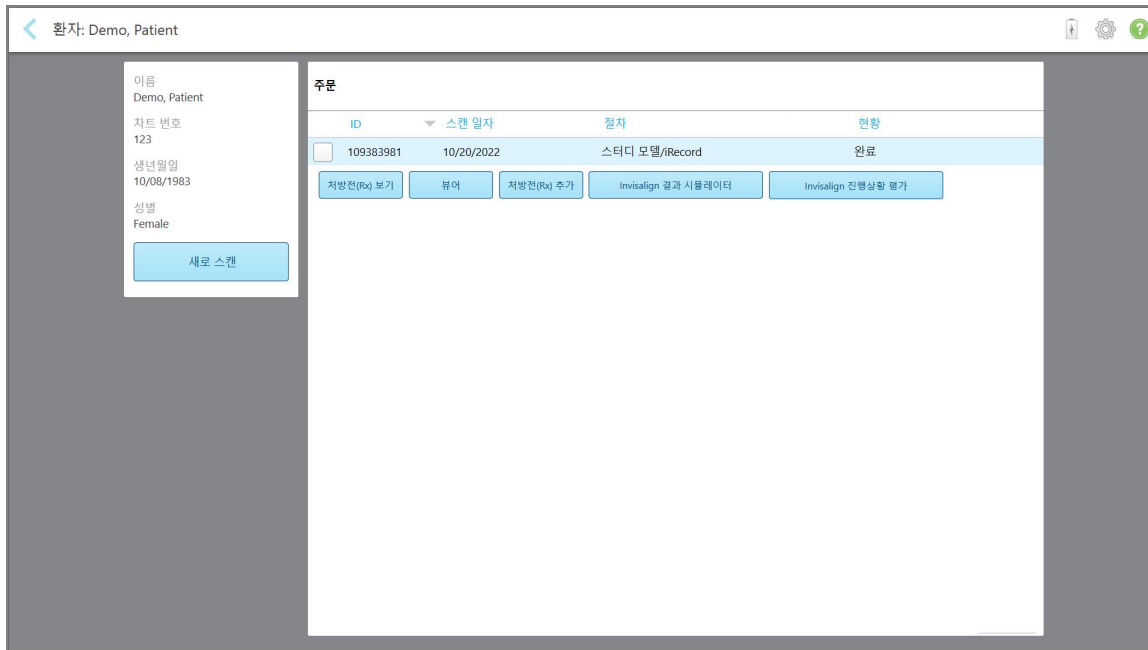 환자: Demo, Patient
?
이름
Demo, Patient
차트 번호
123
생년월일
10/08/1983
성별
Female
새로 스캔
주문
ID 스캔 일자 절차 현황
109383981 10/20/2022 스터디 모델/iRecord 완료
처방전(Rx) 보기 뷰어 처방전(Rx) 추가 Invisalign 결과 시뮬레이터 Invisalign 진행상황 평가